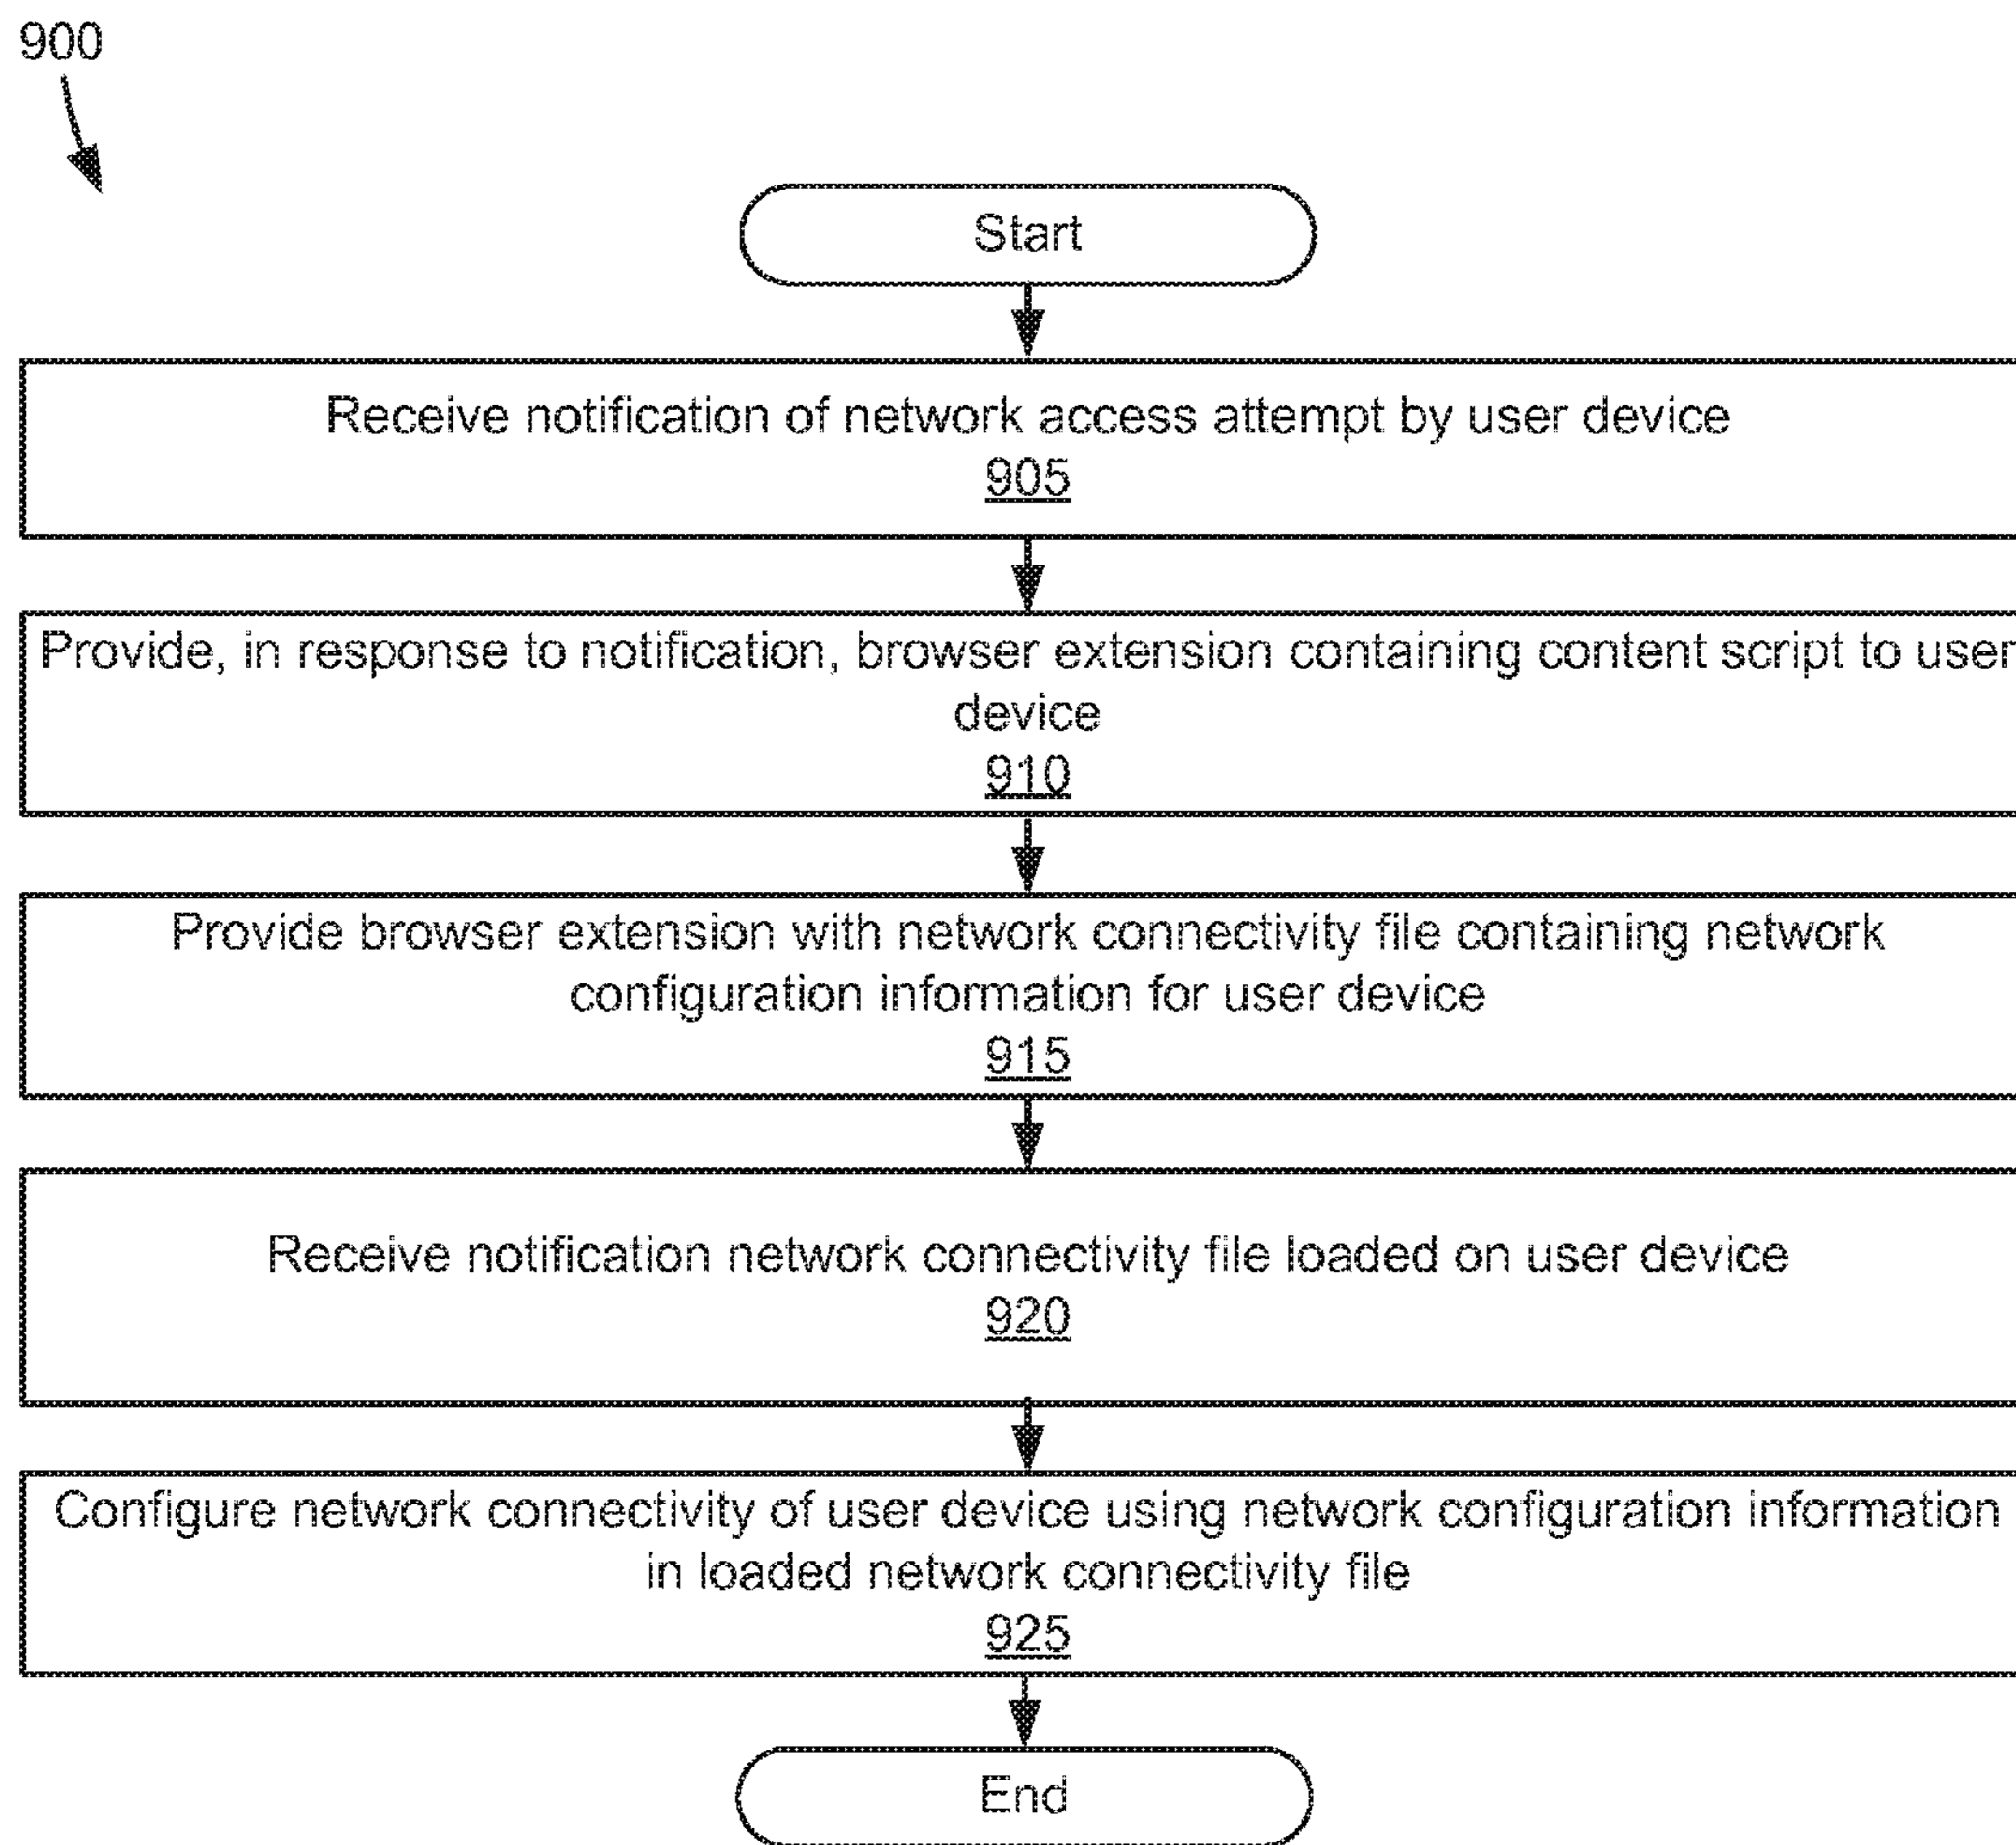 900
Start
Receive notification of network access attempt by user device
905
Provide, in response to notification, browser extension containing content script to user
device
910
Provide browser extension with network connectivity file containing network
configuration information for user device
915
Receive notification network connectivity file loaded on user device
920
Configure network connectivity of user device using network configuration information
in loaded network connectivity file
925
End